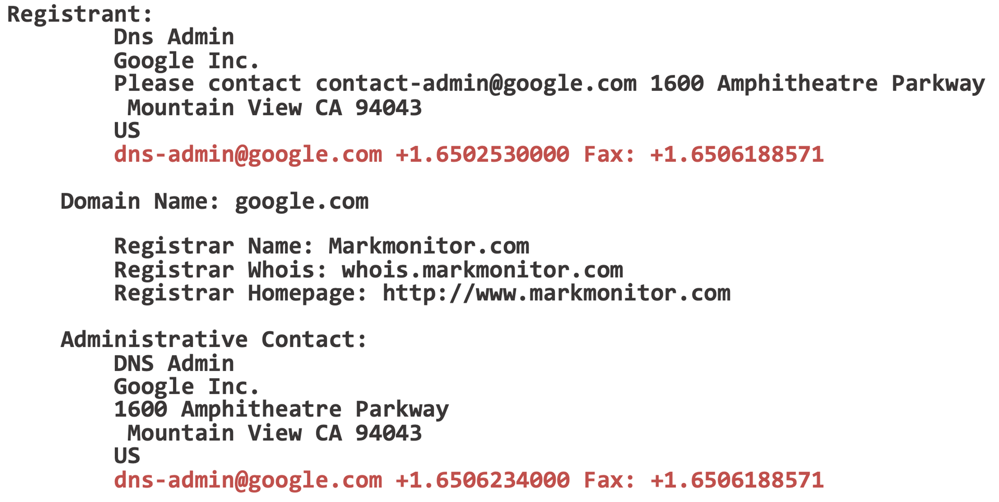 Registrant:
Dns Admin
Google Inc.
Please contact contact-admin@google.com 1600 Amphitheatre Parkway
Mountain View CA 94043
US
dns-admin@google.com +1.6502530000 Fax: +1.6506188571
Domain Name: google.com
Registrar Name: Markmonitor.com
Registrar Whois: whois.markmonitor.com
Registrar Homepage: http://www.markmonitor.com
Administrative Contact:
DNS Admin
Google Inc.
1600 Amphitheatre Parkway
Mountain View CA 94043
US
dns-admin@google.com +1.6506234000 Fax: +1.6506188571